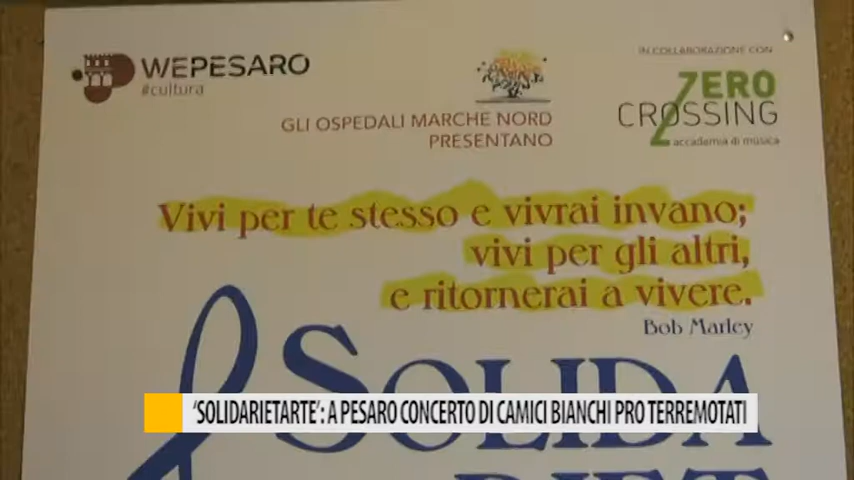 WEPESARO
#cultura
GLI OSPEDALI MARCHE NORD
PRESENTANO
IN COLLABORAZIONE CON
ZERO
CROSSING
accademia di musica
Vivi per te stesso e vivrai invano;
vivi per gli altri,
e ritornerai a vivere.
Bob Marley
SOLIDA
'SOLIDARIETARTE': A PESARO CONCERTO DI CAMICI BIANCHI PRO TERREMOTATI